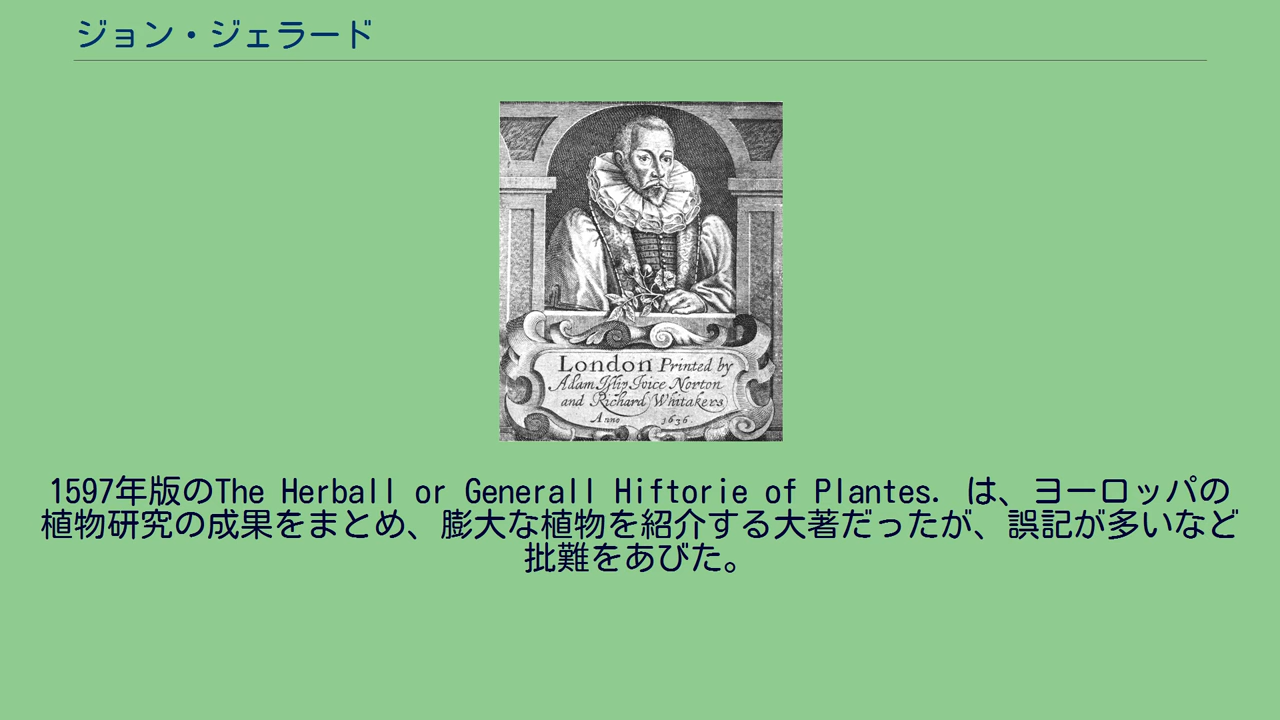 ジョン・ジェラード
London Printed by
Adam Islip Joice Norton
and Richard Whitakers
Anno 1636.
1597年版のThe Herball or Generall Hiftorie of Plantes. は、ヨーロッパの
植物研究の成果をまとめ、膨大な植物を紹介する大著だったが、誤記が多いなど
批難をあびた。